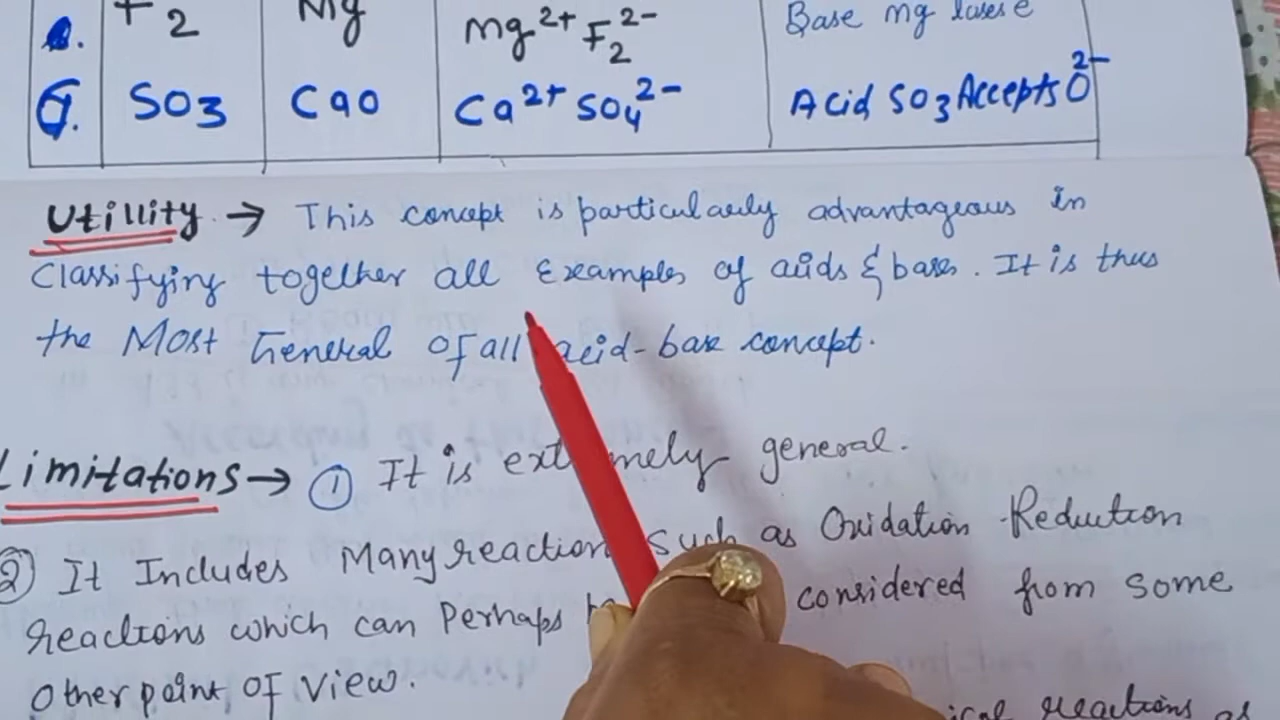 F2 Mg Mg2+ F2 2- Base mg loses e
SO3 CaO Ca2+ SO4 2- Acid SO3 Accepts O2-
Utillity → This concept is particularly advantageous in
Classifying together all Examples of acids & bases. It is thus
the Most General of all acid-base concept.
Limitations → ① It is extremely general.
② It Includes Many reactions such as Oxidation Reduction
reactions which can Perhaps considered from some
other point of view.
reactions as